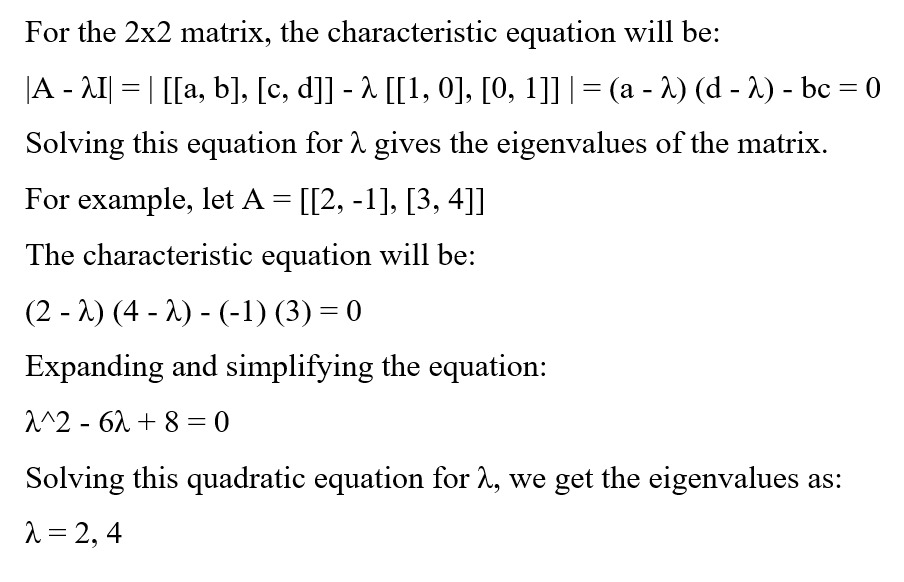 For the 2x2 matrix, the characteristic equation will be:
|A - λI| = | [[a, b], [c, d]] - λ [[1, 0], [0, 1]] | = (a - λ) (d - λ) - bc = 0
Solving this equation for λ gives the eigenvalues of the matrix.
For example, let A = [[2, -1], [3, 4]]
The characteristic equation will be:
(2 - λ) (4 - λ) - (-1) (3) = 0
Expanding and simplifying the equation:
λ^2 - 6λ + 8 = 0
Solving this quadratic equation for λ, we get the eigenvalues as:
λ = 2, 4